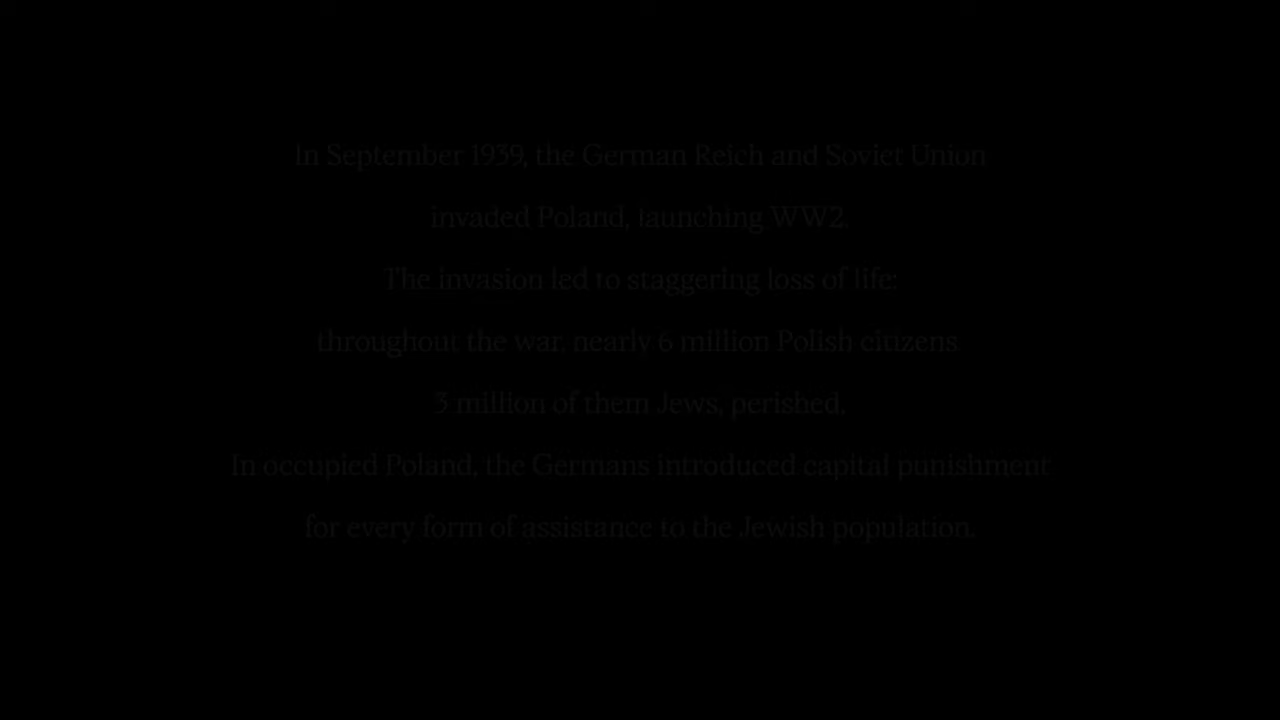 In September 1939, the German Reich and Soviet Union
invaded Poland, launching WW2.
The invasion led to staggering loss of life:
throughout the war, nearly 6 million Polish citizens
3 million of them Jews, perished.
In occupied Poland, the Germans introduced capital punishment
for every form of assistance to the Jewish population.